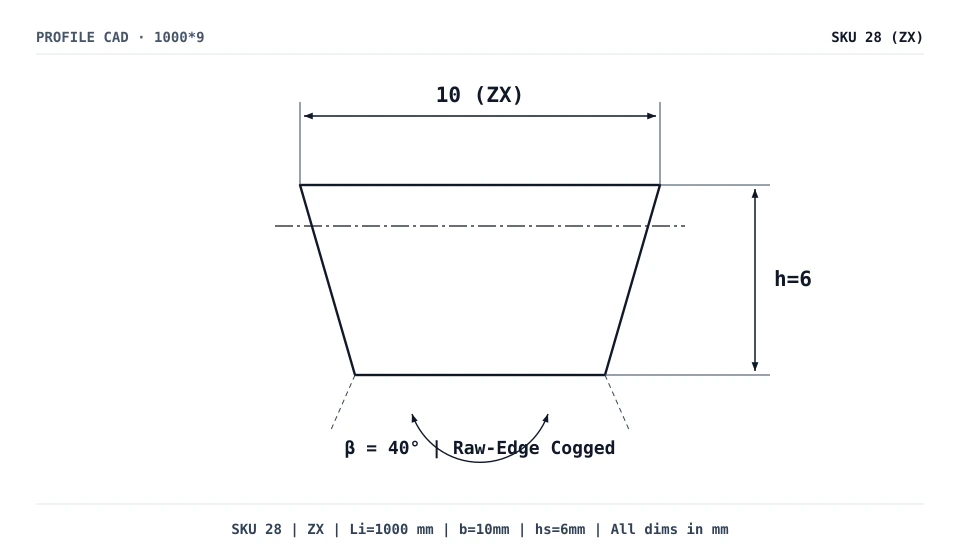 PROFILE CAD · 1000*9
SKU 28 (ZX)
10 (ZX)
h=6
β = 40° | Raw-Edge Cogged
SKU 28 | ZX | Li=1000 mm | b=10mm | hs=6mm | All dims in mm